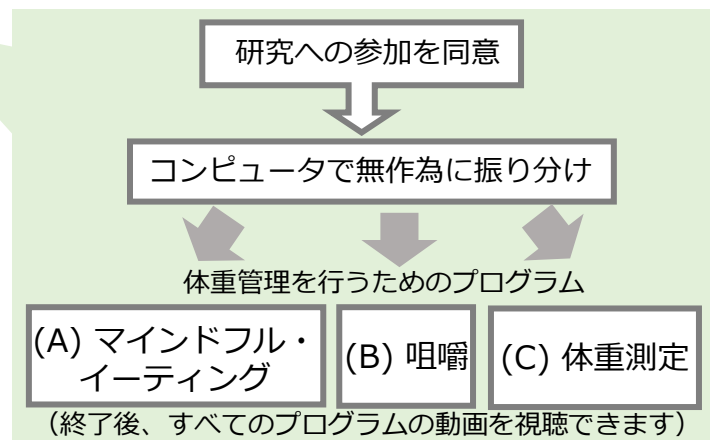 研究への参加を同意
コンピュータで無作為に振り分け
体重管理を行うためのプログラム
(A) マインドフル・
イーティング
(B) 咀嚼
(C) 体重測定
（終了後、すべてのプログラムの動画を視聴できます）